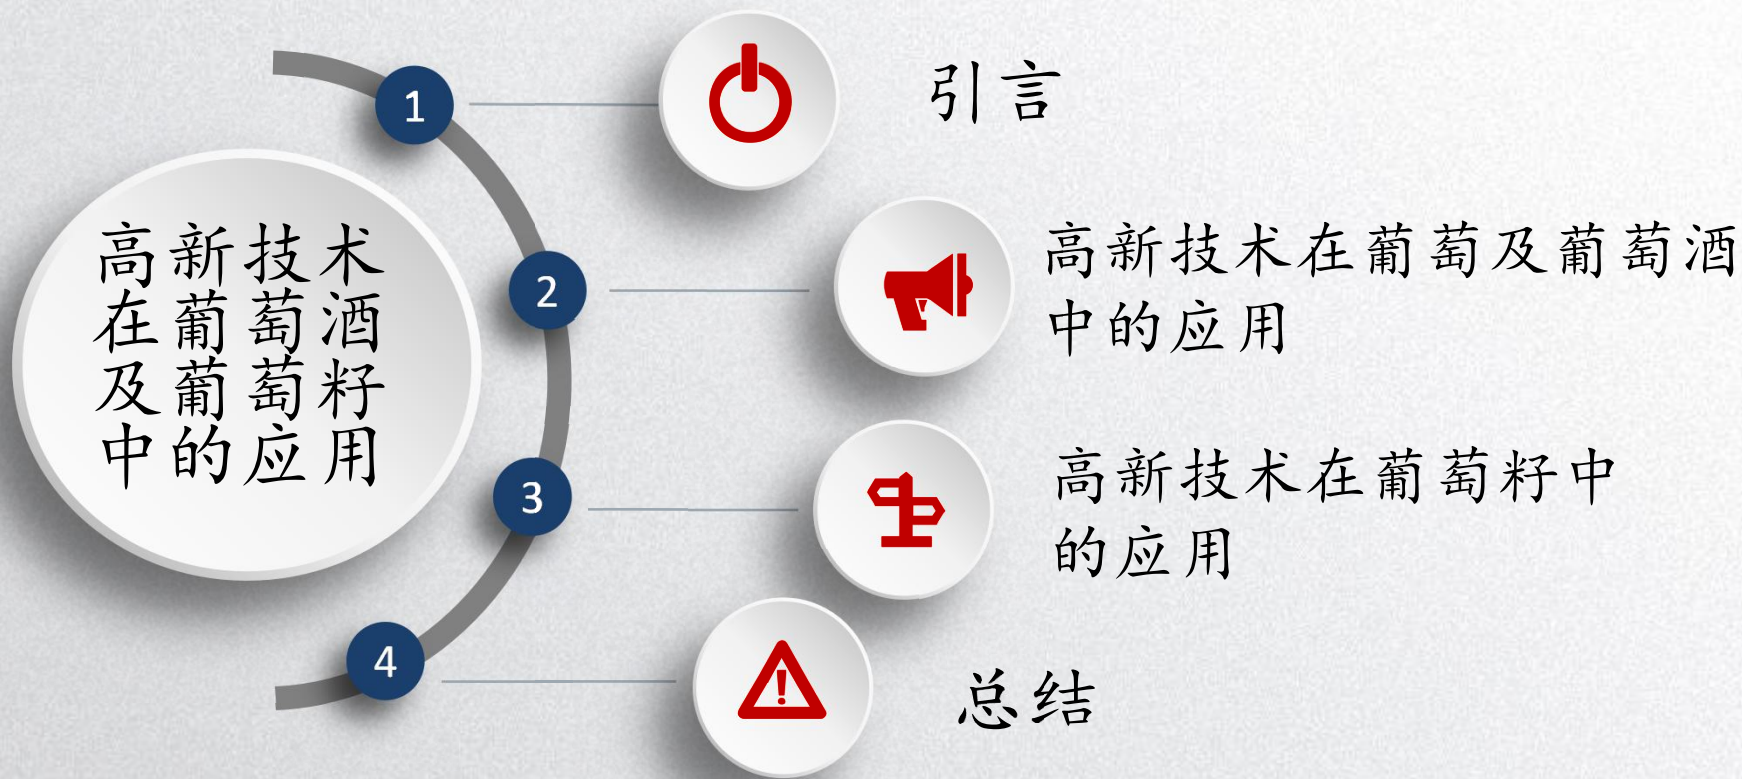 高新技术
在葡萄酒
及葡萄籽
中的应用
1
引言
2
高新技术在葡萄及葡萄酒
中的应用
3
高新技术在葡萄籽中
的应用
4
总结